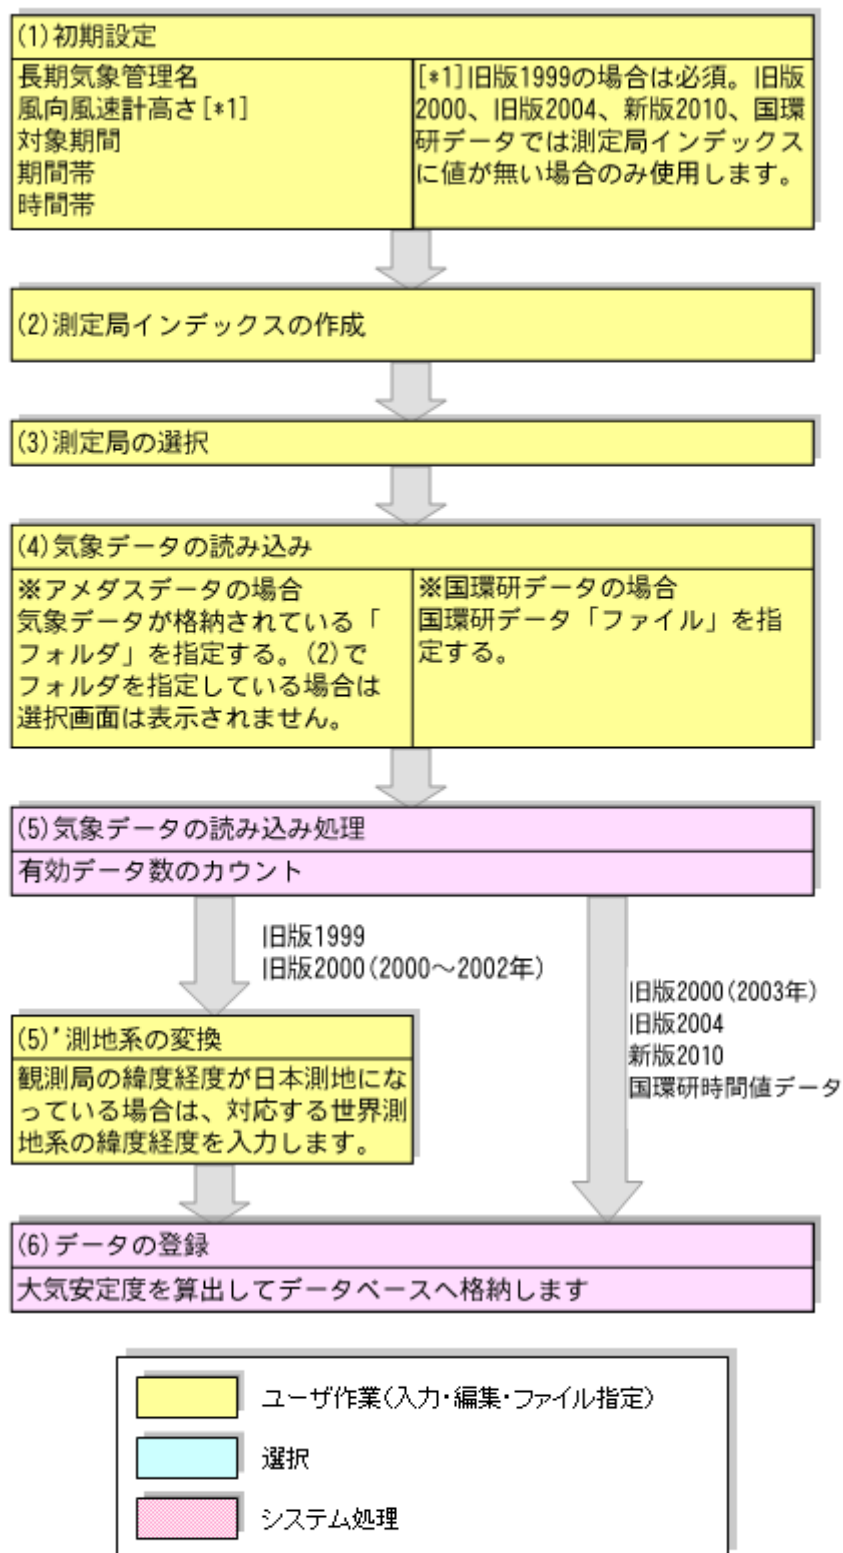 (1)初期設定
長期気象管理名
風向風速計高さ[*1]
対象期間
期間帯
時間帯
[*1]旧版1999の場合は必須。旧版
2000、旧版2004、新版2010、国環
研データでは測定局インデックス
に値が無い場合のみ使用します。
(2)測定局インデックスの作成
(3)測定局の選択
(4)気象データの読み込み
※アメダスデータの場合
気象データが格納されている「
フォルダ」を指定する。(2)で
フォルダを指定している場合は
選択画面は表示されません。
※国環研データの場合
国環研データ「ファイル」を指
定する。
(5)気象データの読み込み処理
有効データ数のカウント
旧版1999
旧版2000(2000～2002年)
旧版2000(2003年)
旧版2004
新版2010
国環研時間値データ
(5)'測地系の変換
観測局の緯度経度が日本測地にな
っている場合は、対応する世界測
地系の緯度経度を入力します。
(6)データの登録
大気安定度を算出してデータベースへ格納します
ユーザ作業(入力・編集・ファイル指定)
選択
システム処理